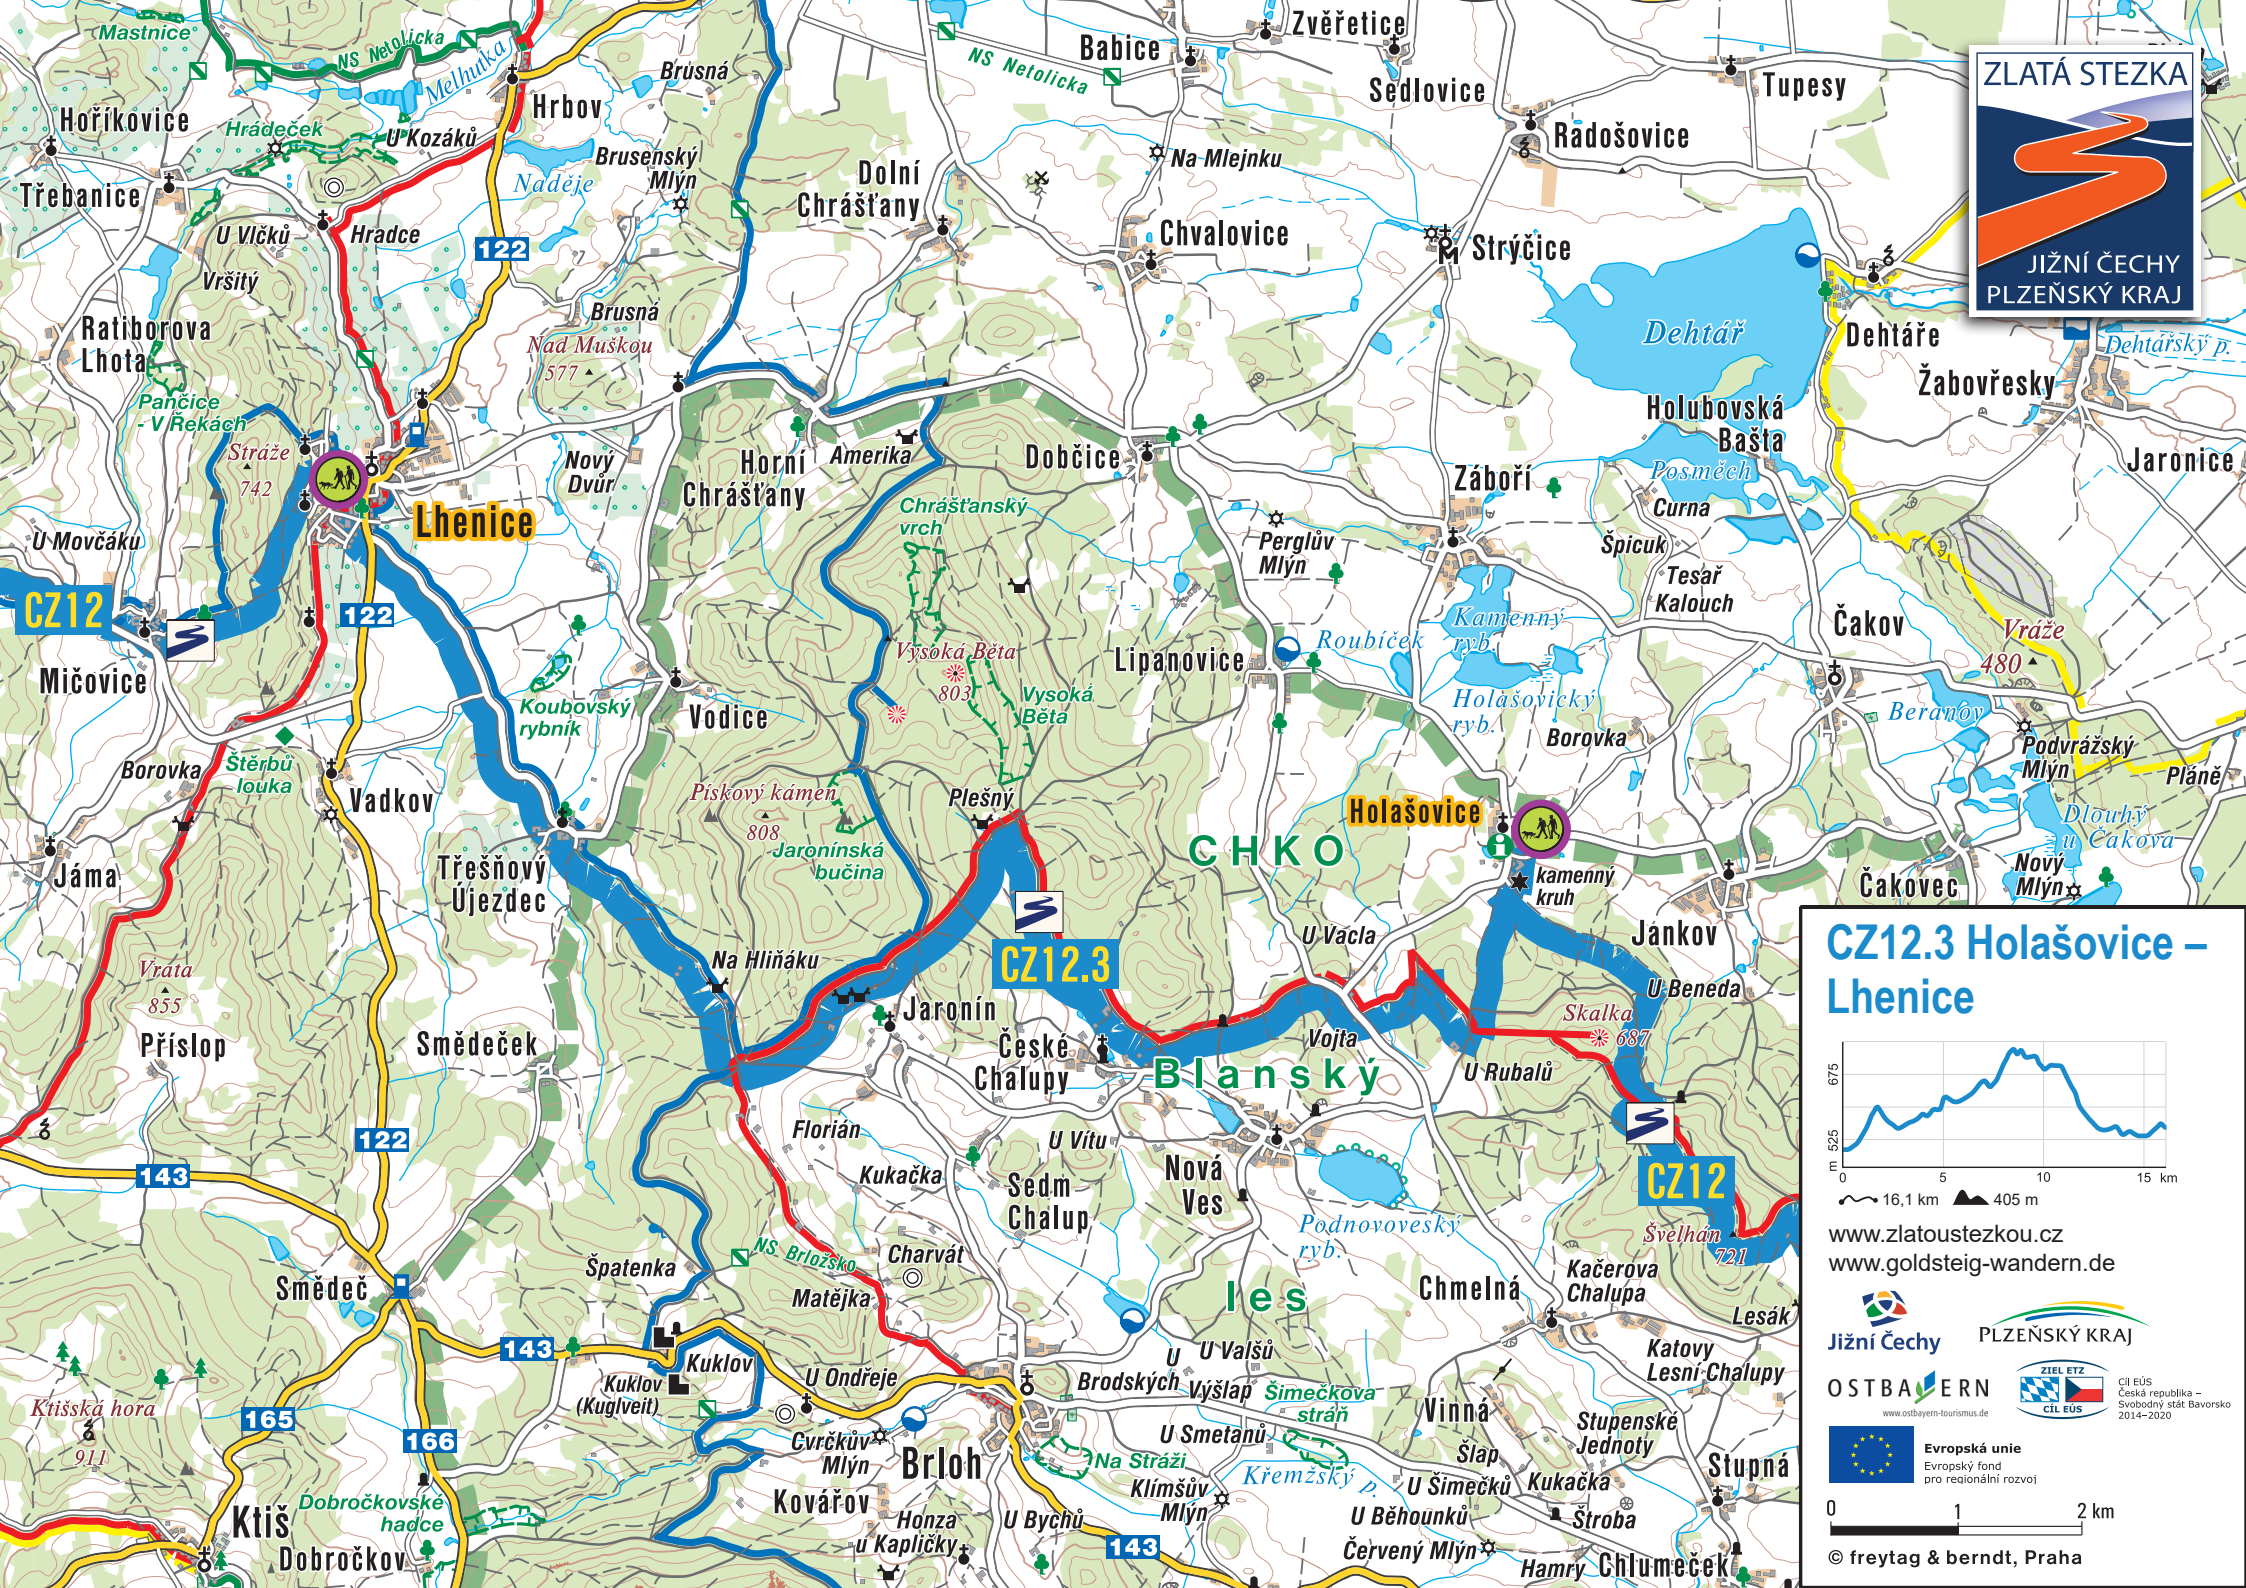 Mastnice
NS Netolicka
Melhutka
Hrbov
Brusná
Hoříkovice
Hrádeček
U Kozáků
Třebanice
Naděje
Brusenský
Mlýn
U Vlčků
Hradce
Vršitý
122
Ratiborova
Lhota
Brusná
Nad Muškou
577
Pančice
- V Řekách
Stráže
742
Nový
Dvůr
Lhenice
U Movčáku
CZ12
122
Mičovice
Koubovský
rybník
Vodice
Borovka
Štěrbů
louka
Vadkov
Jáma
Třešňový
Újezdec
Vrata
855
Příslop
Smědeček
143
122
Smědeč
Ktišská hora
911
165
166
143
Ktiš
Dobročkovské
hadce
Dobročkov
Babice
Zvěřetice
NS Netolicka
Sedlovice
Tupesy
Radošovice
Na Mlejnku
Dolní
Chrášťany
Chvalovice
Strýčice
Dehtář
Dehtáře
Dehtářský p.
Žabovřesky
Holubovská
Bašta
Posměch
Jaronice
Horní
Chrášťany
Amerika
Dobčice
Záboří
Curna
Špicuk
Tesař
Kalouch
Chrášťanský
vrch
Perglův
Mlýn
Kamenný
ryb.
Roubíček
Čakov
Vráže
480
Vysoká Běta
803
Vysoká
Běta
Lipanovice
Holašovický
ryb.
Borovka
Beranov
Podvrážský
Mlýn
Pláně
Pískový kámen
808
Plešný
Jaronínská
bučina
CHKO
Holašovice
kamenný
kruh
Dlouhý
u Čakova
Nový
Mlýn
Čakovec
Jánkov
U Vacla
Na Hliňáku
CZ12.3
Jaronín
U Beneda
Skalka
687
České
Chalupy
Vojta
U Rubalů
Blanský
Florián
U Vítu
Kukačka
Nová
Ves
Sedm
Chalup
CZ12
Podnovoveský
ryb.
Švelhán
721
Špatenka
NS Brložsko
Charvát
Matějka
les
Chmelná
Kačerova
Chalupa
Lesák
Kuklov
Kuklov
(Kuglveit)
U Ondřeje
U
Brodských
U Valšů
Výšlap
Šimečkova
stráň
Katovy
Lesní Chalupy
Vinná
Stupenské
Jednoty
Cvrčkův
Mlýn
Brloh
U Smetanů
Na Stráži
Šlap
Stupná
Klímšův
Mlýn
Křemžský p.
U Šimečků
Kukačka
Kovářov
Honza
u Kapličky
U Bychů
U Běhounků
Štroba
143
Červený Mlýn
Hamry
Chlumeček
ZLATÁ STEZKA
JIŽNÍ ČECHY
PLZEŇSKÝ KRAJ
CZ12.3 Holašovice –
Lhenice
675
525
m
0
5
10
15 km
16,1 km
405 m
www.zlatoustezkou.cz
www.goldsteig-wandern.de
Jižní Čechy
PLZEŇSKÝ KRAJ
OSTBAYERN
www.ostbayern-tourismus.de
ZIEL ETZ
CÍL EÚS
Cíl EÚS
Česká republika –
Svobodný stát Bavorsko
2014–2020
Evropská unie
Evropský fond
pro regionální rozvoj
0
1
2 km
© freytag & berndt, Praha